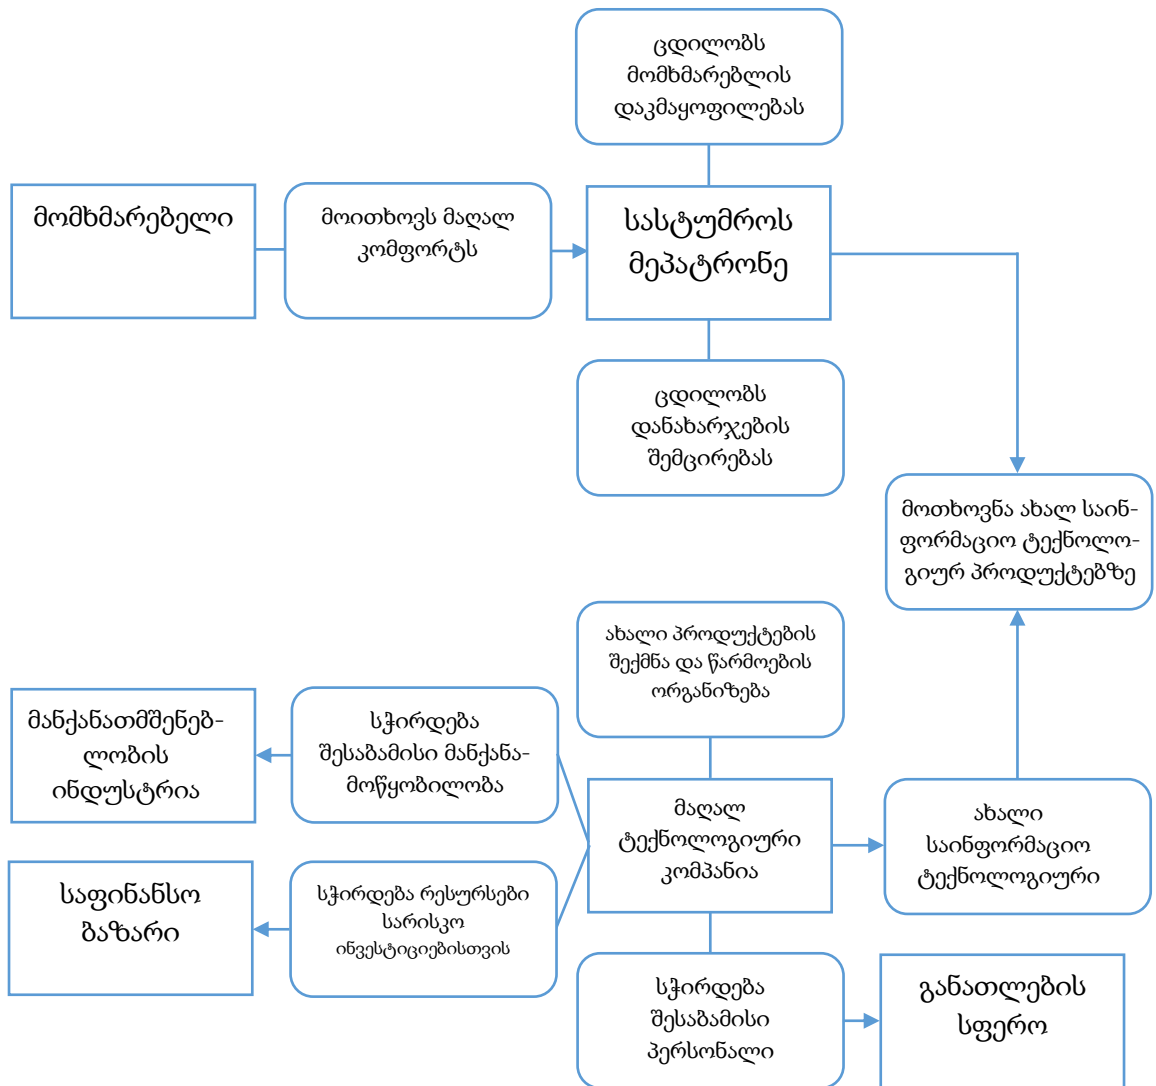 ცდილობს
მომხმარებლის
დაკმაყოფილებას
მომხმარებელი
მოითხოვს მაღალ
კომფორტს
სასტუმროს
მეპატრონე
ცდილობს
დანახარჯების
შემცირებას
მოთხოვნა ახალ საინ-
ფორმაციო ტექნოლო-
გიურ პროდუქტებზე
ახალი პროდუქტების
შექმნა და წარმოების
ორგანიზება
მანქანათმშენებ-
ლობის
ინდუსტრია
სჭირდება
შესაბამისი მანქანა-
მოწყობილობა
მაღალ
ტექნოლოგიური
კომპანია
ახალი
საინფორმაციო
ტექნოლოგიური
საფინანსო
ბაზარი
სჭირდება რესურსები
სარისკო
ინვესტიციებისთვის
სჭირდება
შესაბამისი
პერსონალი
განათლების
სფერო